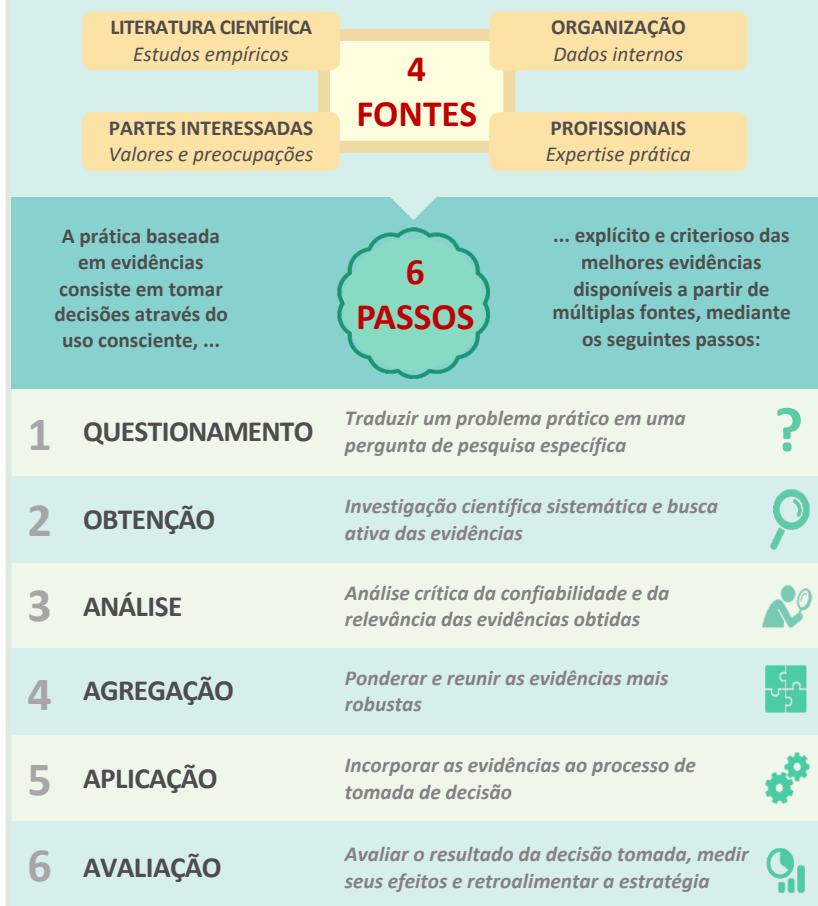 LITERATURA CIENTÍFICA
Estudos empíricos
ORGANIZAÇÃO
Dados internos
4
FONTES
PARTES INTERESSADAS
Valores e preocupações
PROFISSIONAIS
Expertise prática
A prática baseada
em evidências
consiste em tomar
decisões através do
uso consciente, ...
6
PASSOS
... explícito e criterioso das
melhores evidências
disponíveis a partir de
múltiplas fontes, mediante
os seguintes passos:
1 QUESTIONAMENTO
Traduzir um problema prático em uma
pergunta de pesquisa específica
?
2 OBTENÇÃO
Investigação científica sistemática e busca
ativa das evidências
3 ANÁLISE
Análise crítica da confiabilidade e da
relevância das evidências obtidas
4 AGREGAÇÃO
Ponderar e reunir as evidências mais
robustas
5 APLICAÇÃO
Incorporar as evidências ao processo de
tomada de decisão
6 AVALIAÇÃO
Avaliar o resultado da decisão tomada, medir
seus efeitos e retroalimentar a estratégia